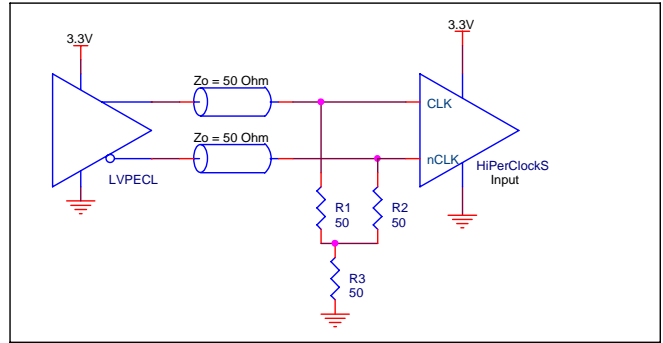 3.3V
3.3V
Zo = 50 Ohm
CLK
Zo = 50 Ohm
nCLK
LVPECL
HiPerClockS
Input
R1
50
R2
50
R3
50